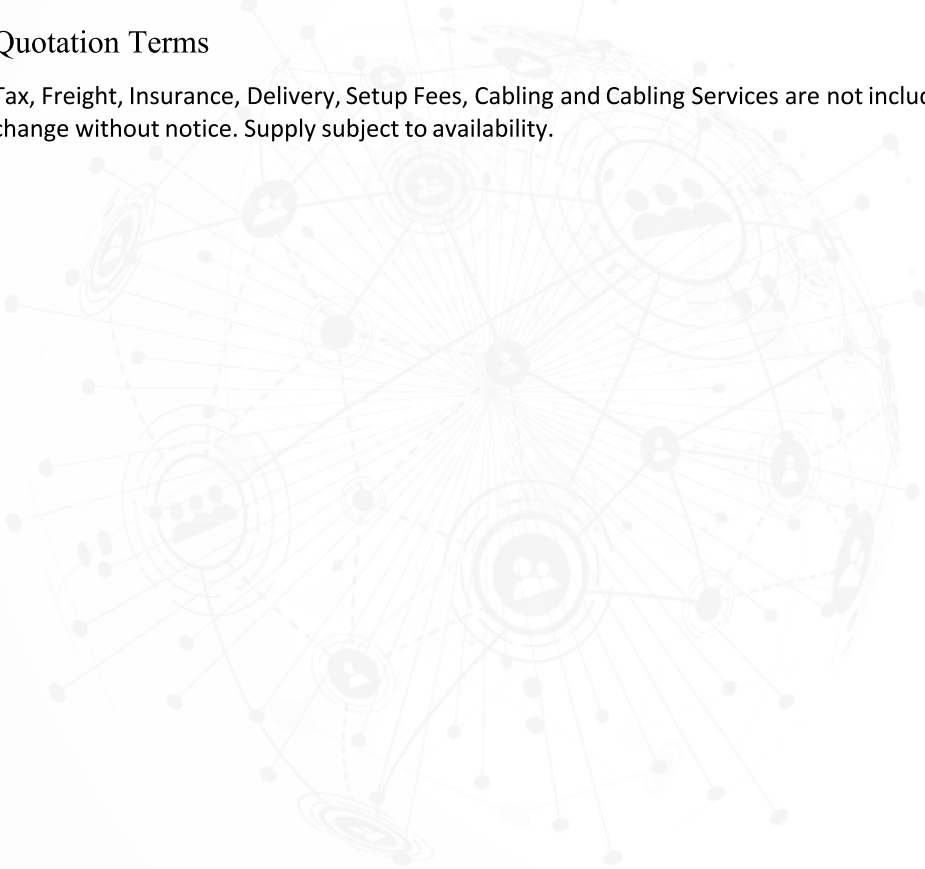 Quotation Terms
Tax, Freight, Insurance, Delivery, Setup Fees, Cabling and Cabling Services are not includ
change without notice. Supply subject to availability.